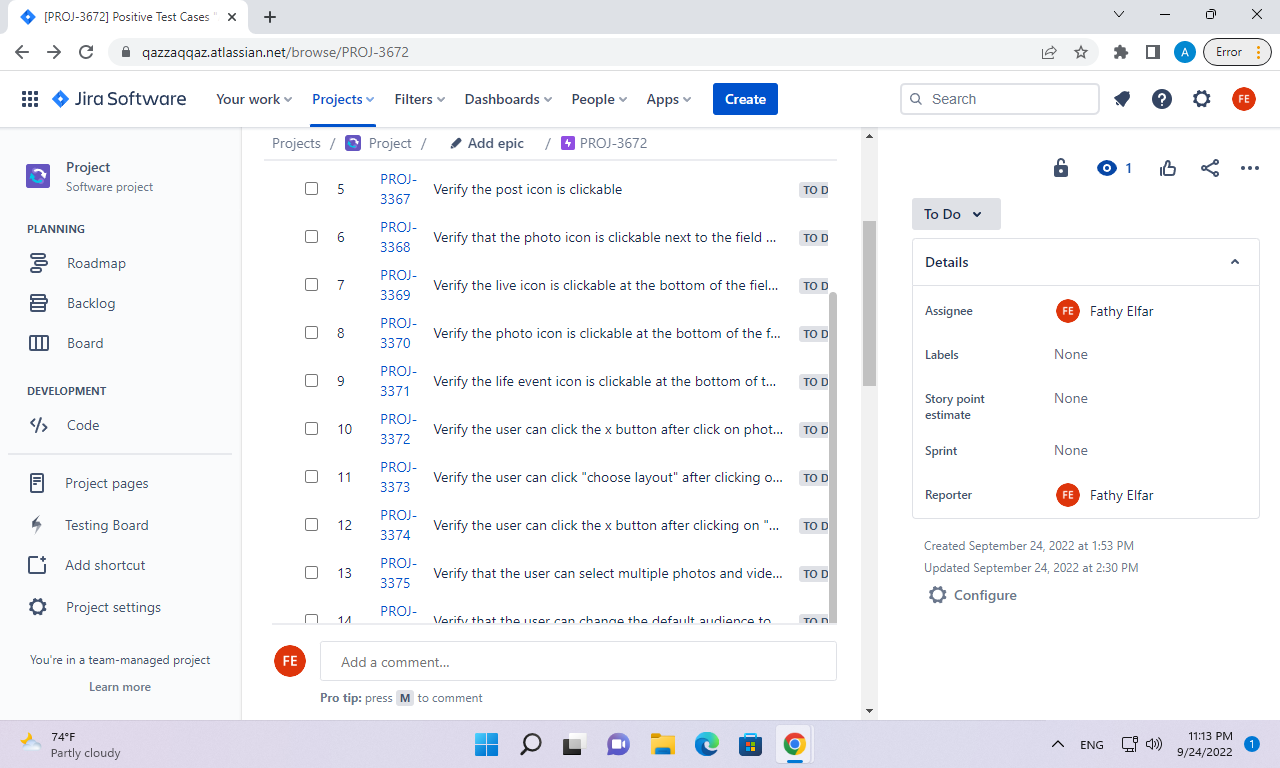 [PROJ-3672] Positive Test Cases "
qazzaqqaz.atlassian.net/browse/PROJ-3672
A
Error
Jira Software
Your work
Projects
Filters
Dashboards
People
Apps
Create
Search
FE
Project
Software project
PLANNING
Roadmap
Backlog
Board
DEVELOPMENT
Code
Project pages
Testing Board
Add shortcut
Project settings
You're in a team-managed project
Learn more
Projects / Project / Add epic / PROJ-3672
5 PROJ-3367 Verify the post icon is clickable TO D
6 PROJ-3368 Verify that the photo icon is clickable next to the field ... TO D
7 PROJ-3369 Verify the live icon is clickable at the bottom of the fiel... TO D
8 PROJ-3370 Verify the photo icon is clickable at the bottom of the f... TO D
9 PROJ-3371 Verify the life event icon is clickable at the bottom of t... TO D
10 PROJ-3372 Verify the user can click the x button after click on phot... TO D
11 PROJ-3373 Verify the user can click "choose layout" after clicking o... TO D
12 PROJ-3374 Verify the user can click the x button after clicking on "... TO D
13 PROJ-3375 Verify that the user can select multiple photos and vide... TO D
14 PROJ- Verify that the user can change the default audience to TO D
FE
Add a comment...
Pro tip: press M to comment
1
To Do
Details
Assignee
FE Fathy Elfar
Labels
None
Story point
estimate
None
Sprint
None
Reporter
FE Fathy Elfar
Created September 24, 2022 at 1:53 PM
Updated September 24, 2022 at 2:30 PM
Configure
74°F
Partly cloudy
ENG
11:13 PM
9/24/2022
1